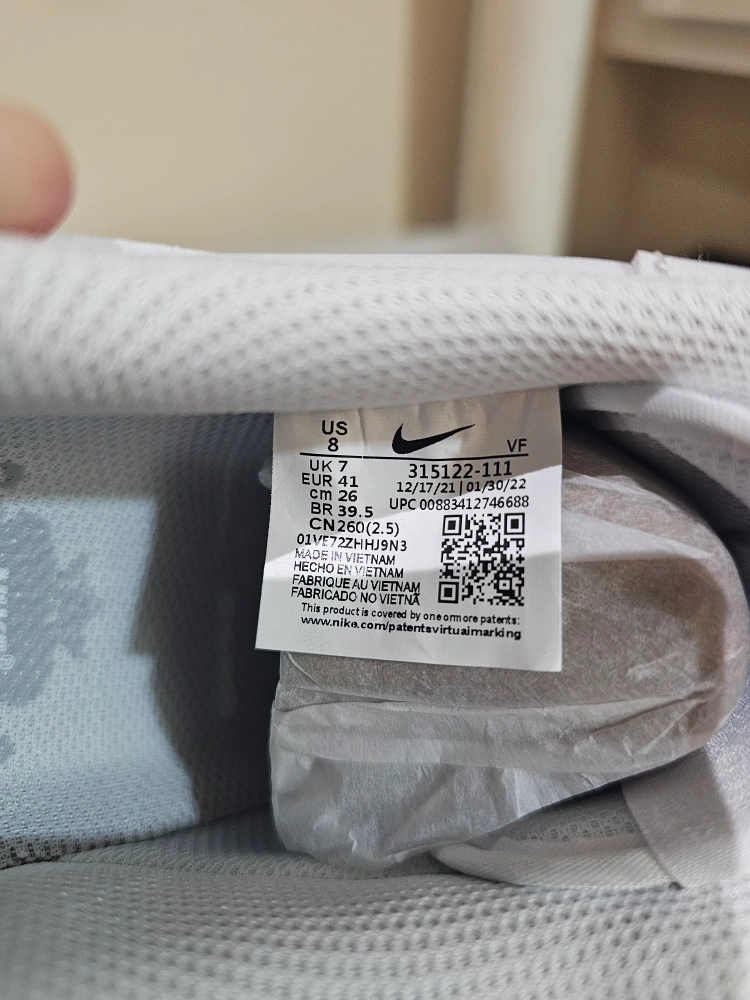 US
8
VF
UK 7
EUR 41
cm 26
BR 39.5
CN 260(2.5)
315122-111
12/17/21 | 01/30/22
UPC 00883412746688
01VF72ZHHJ9N3
MADE IN VIETNAM
HECHO EN VIETNAM
FABRIQUE AU VIETNAM
FABRICADO NO VIETNÃ
This product is covered by one or more patents:
www.nike.com/patentsvirtualmarking